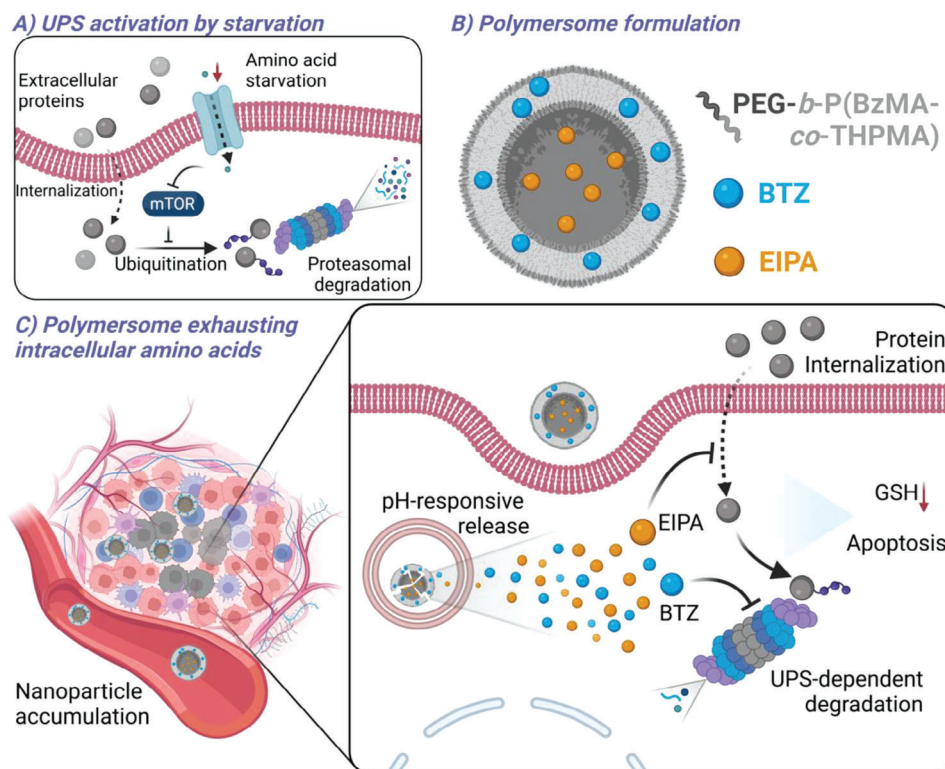 A) UPS activation by starvation
Extracellular
proteins
Amino acid
starvation
Internalization
mTOR
Ubiquitination
Proteasomal
degradation
B) Polymersome formulation
PEG-b-P(BzMA-
co-THPMA)
BTZ
EIPA
C) Polymersome exhausting
intracellular amino acids
Nanoparticle
accumulation
Protein
Internalization
pH-responsive
release
EIPA
BTZ
GSH
Apoptosis
UPS-dependent
degradation